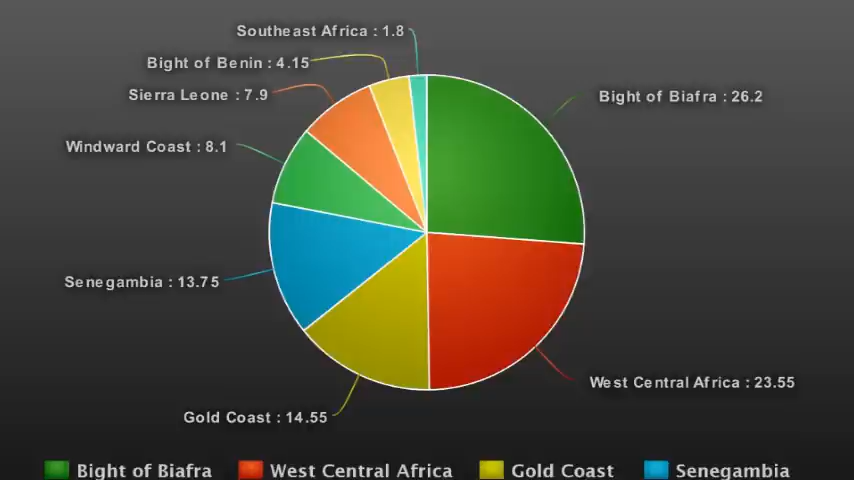 Southeast Africa : 1.8
Bight of Benin : 4.15
Sierra Leone : 7.9
Bight of Biafra : 26.2
Windward Coast : 8.1
Senegambia : 13.75
West Central Africa : 23.55
Gold Coast : 14.55
Bight of Biafra West Central Africa Gold Coast Senegambia